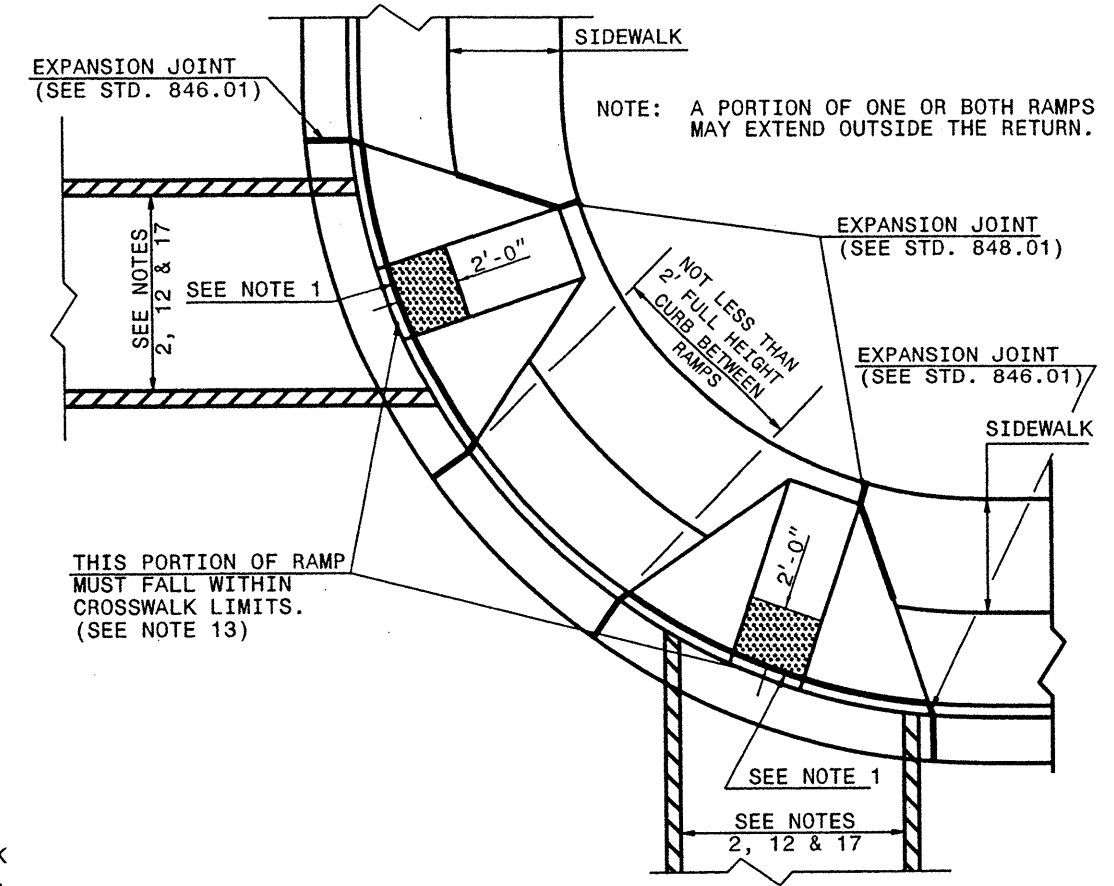 SIDEWALK
EXPANSION JOINT
(SEE STD. 846.01)
NOTE: A PORTION OF ONE OR BOTH RAMPS
MAY EXTEND OUTSIDE THE RETURN.
EXPANSION JOINT
(SEE STD. 848.01)
SEE NOTES
2, 12 & 17
SEE NOTE 1
2'-0"
NOT LESS THAN
2' FULL HEIGHT
CURB BETWEEN
RAMPS
EXPANSION JOINT
(SEE STD. 846.01)
SIDEWALK
THIS PORTION OF RAMP
MUST FALL WITHIN
CROSSWALK LIMITS.
(SEE NOTE 13)
2'-0"
SEE NOTE 1
SEE NOTES
2, 12 & 17
K